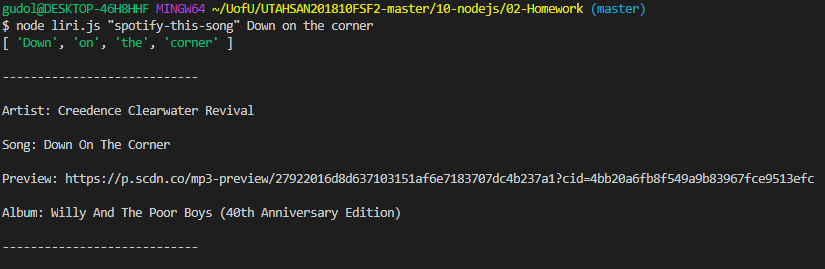 gudol@DESKTOP-46H8HHF MINGW64 ~/UofU/UTAHSAN201810FSF2-master/10-nodejs/02-Homework (master)
$ node liri.js "spotify-this-song" Down on the corner
[ 'Down', 'on', 'the', 'corner' ]
----------------------------
Artist: Creedence Clearwater Revival
Song: Down On The Corner
Preview: https://p.scdn.co/mp3-preview/27922016d8d637103151af6e7183707dc4b237a1?cid=4bb20a6fb8f549a9b83967fce9513efc
Album: Willy And The Poor Boys (40th Anniversary Edition)
----------------------------